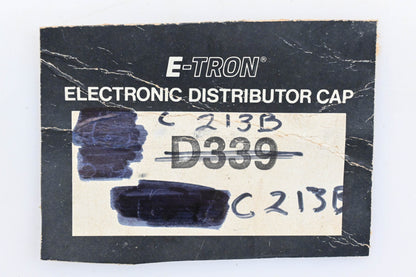 E-TRON®
ELECTRONIC DISTRIBUTOR CAP
C 213B
D339
C 213B